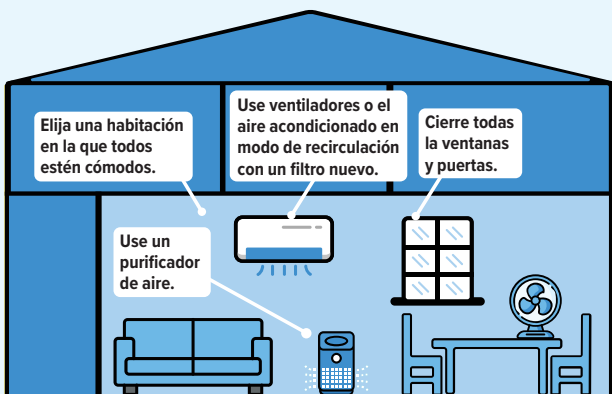 Elija una habitación
en la que todos
estén cómodos.
Use ventiladores o el
aire acondicionado en
modo de recirculación
con un filtro nuevo.
Cierre todas
la ventanas
y puertas.
Use un
purificador
de aire.